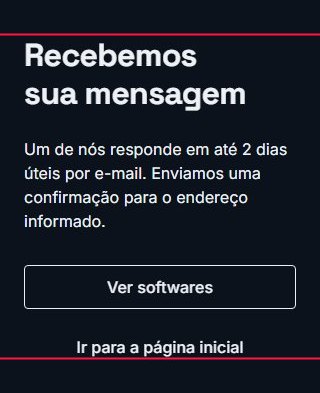 Recebemos
sua mensagem
Um de nós responde em até 2 dias
úteis por e-mail. Enviamos uma
confirmação para o endereço
informado.
Ver softwares
Ir para a página inicial